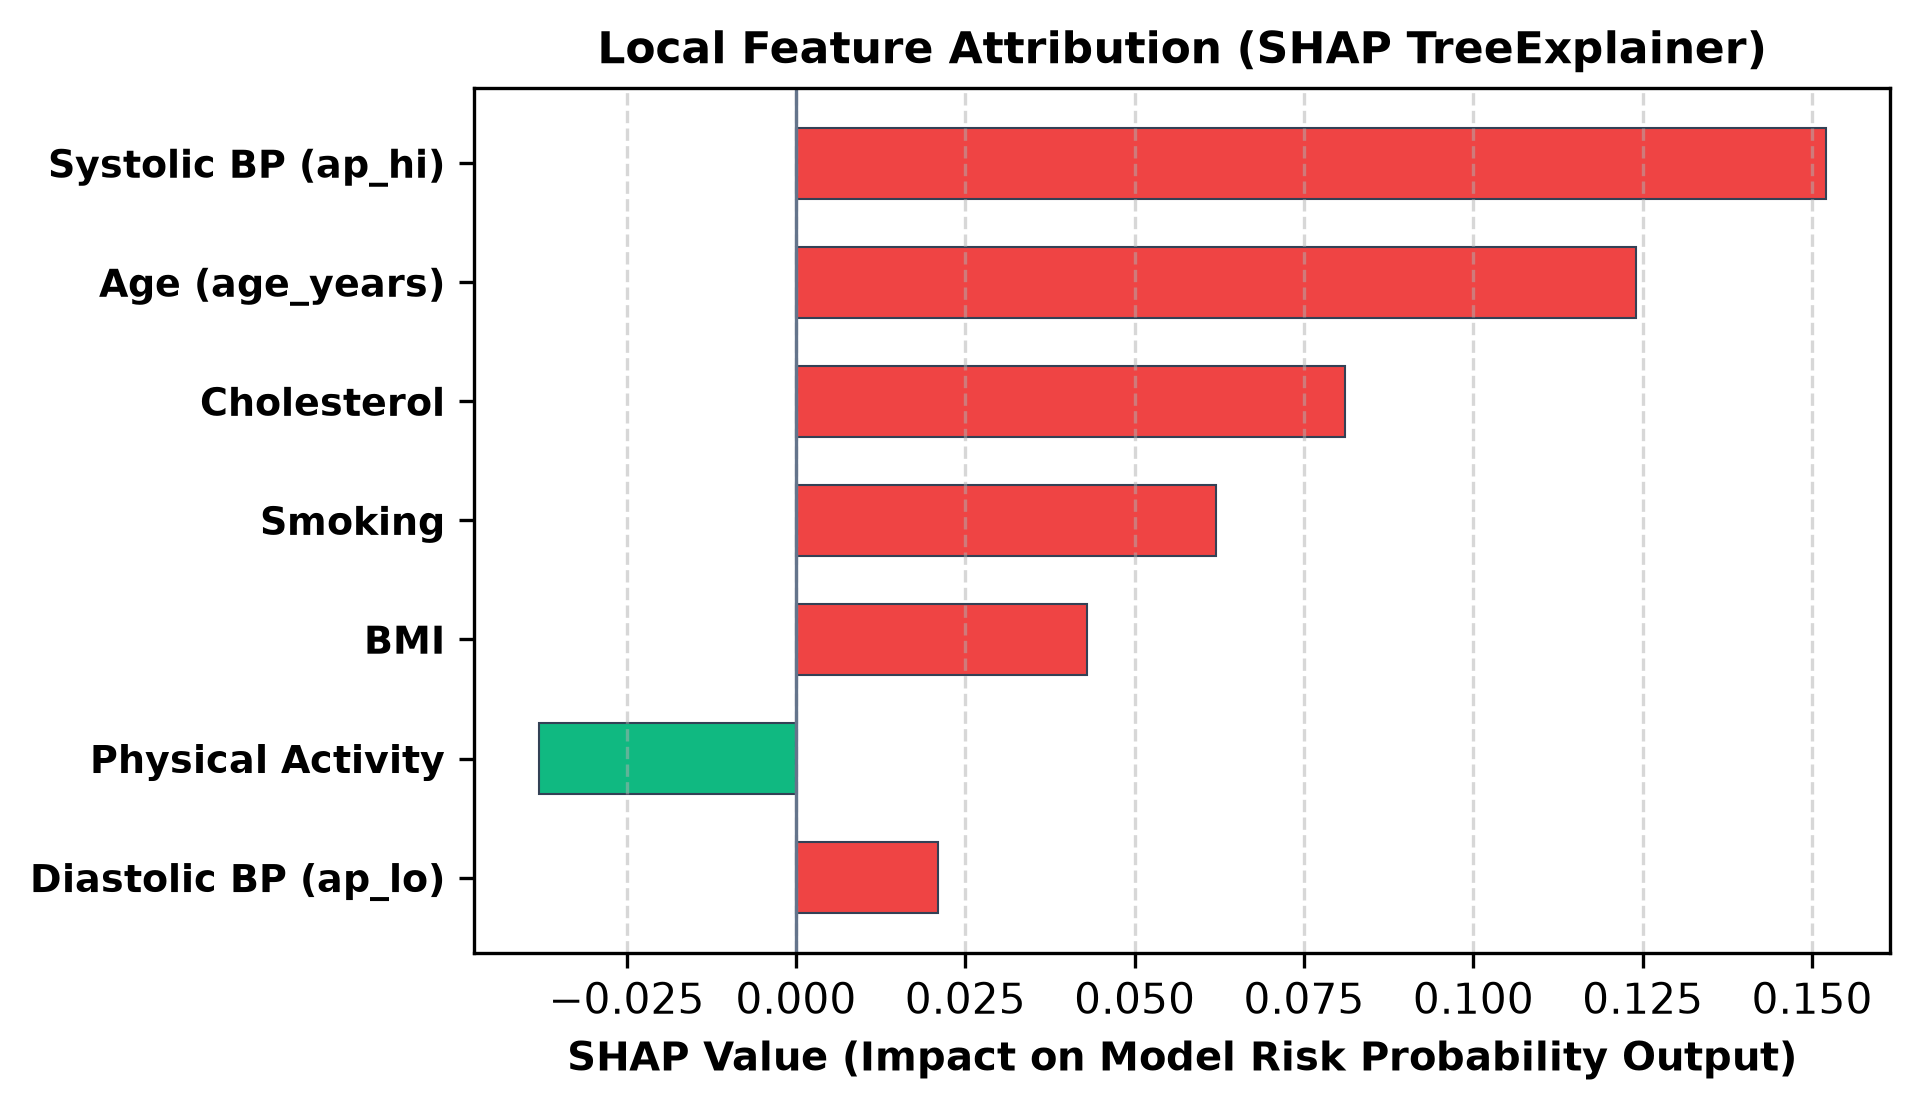 Local Feature Attribution (SHAP TreeExplainer)
Systolic BP (ap_hi)
Age (age_years)
Cholesterol
Smoking
BMI
Physical Activity
Diastolic BP (ap_lo)
−0.025 0.000 0.025 0.050 0.075 0.100 0.125 0.150
SHAP Value (Impact on Model Risk Probability Output)